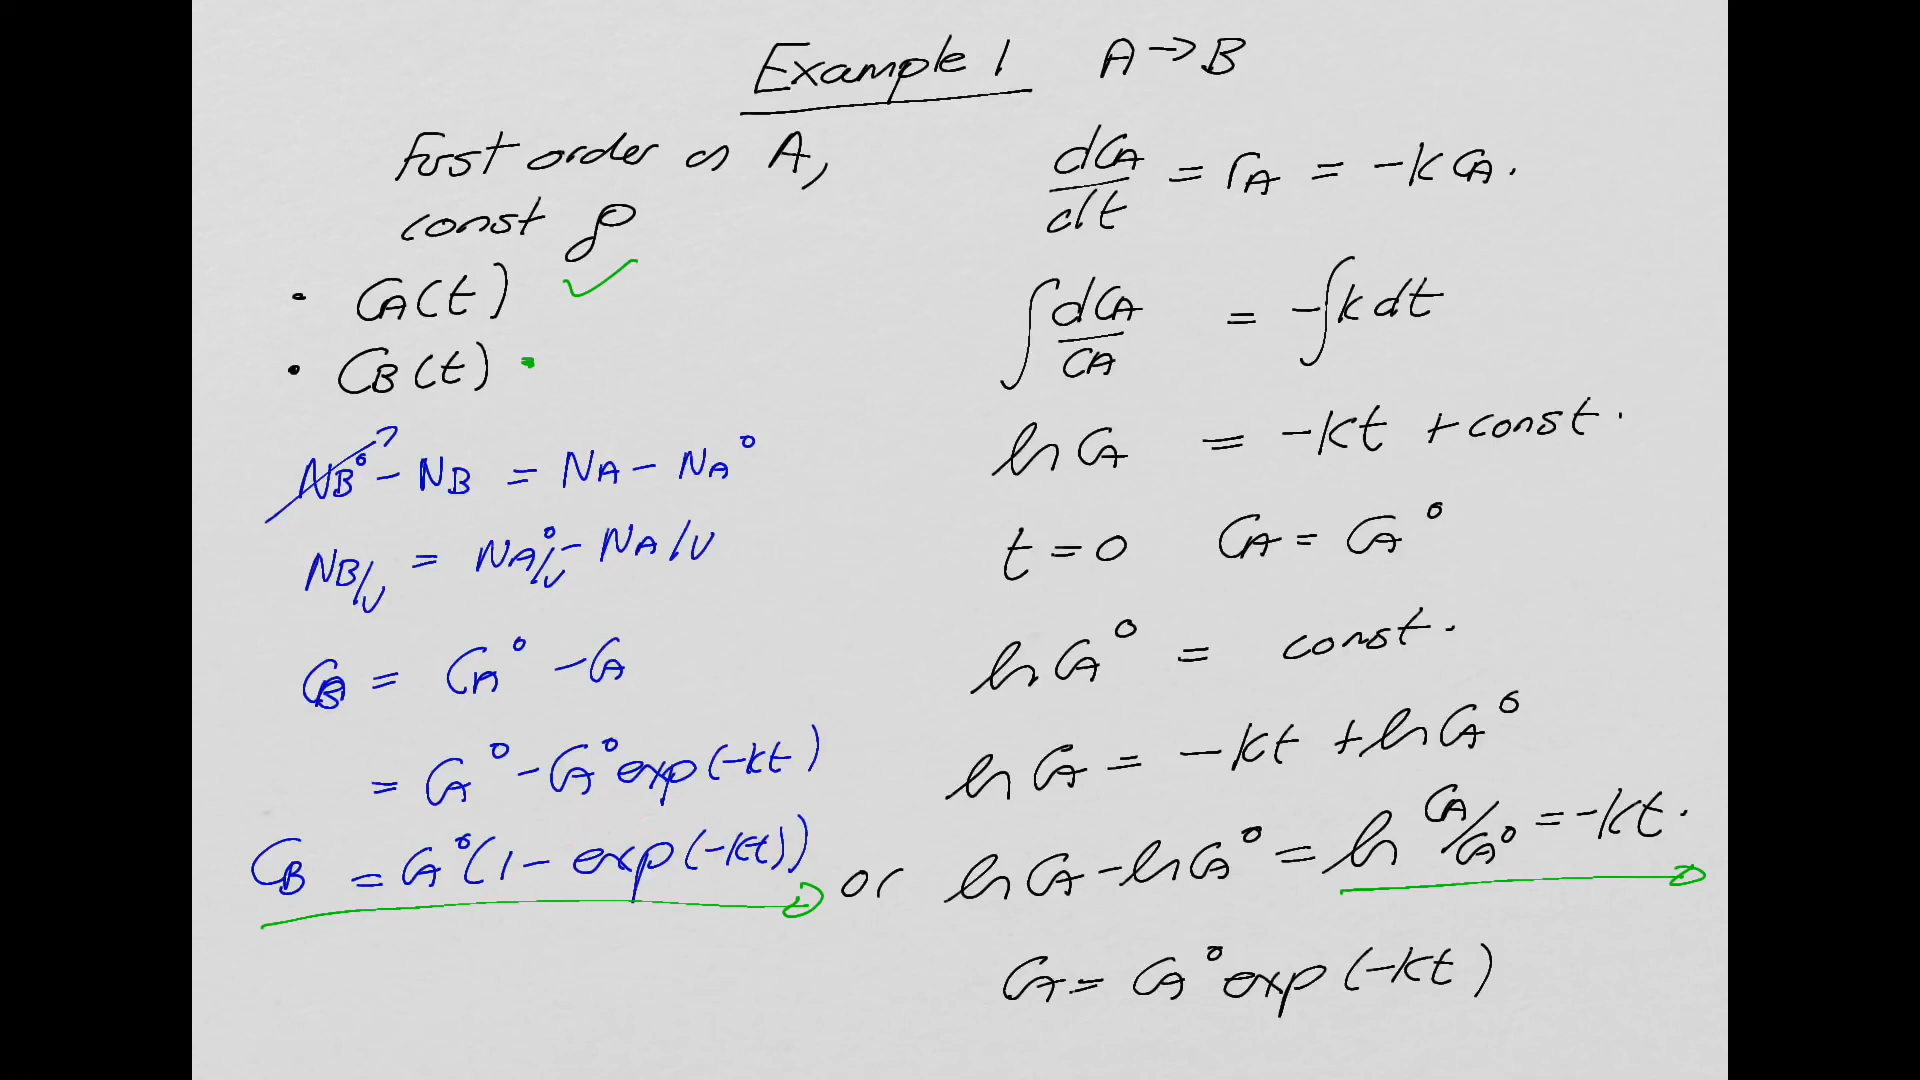 Example 1 A → B
First order in A,
const ρ
• CA(t) ✓
• CB(t)
NB° - NB = NA - NA°
NB/V = NA°/V - NA/V
CB = CA° - CA
= CA° - CA° exp(-kt)
CB = CA°(1 - exp(-kt))
dCA/dt = rA = -kCA.
∫ dCA/CA = -∫ k dt
ln CA = -kt + const.
t = 0 CA = CA°
ln CA° = const.
ln CA = -kt + ln CA°
or ln CA - ln CA° = ln CA/CA° = -kt.
CA = CA° exp(-kt)